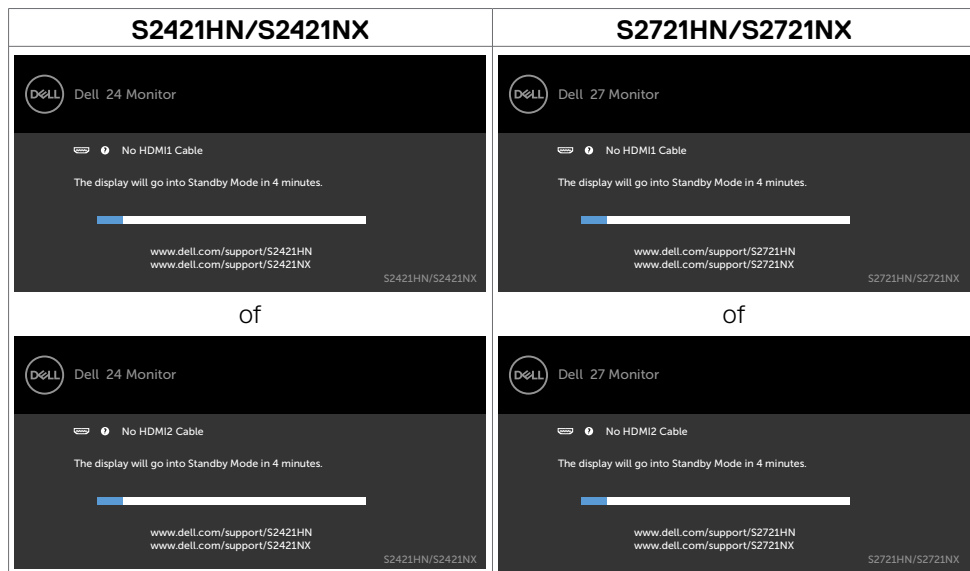 S2421HN/S2421NX
S2721HN/S2721NX
DELL
Dell 24 Monitor
No HDMI1 Cable
The display will go into Standby Mode in 4 minutes.
www.dell.com/support/S2421HN
www.dell.com/support/S2421NX
S2421HN/S2421NX
DELL
Dell 27 Monitor
No HDMI1 Cable
The display will go into Standby Mode in 4 minutes.
www.dell.com/support/S2721HN
www.dell.com/support/S2721NX
S2721HN/S2721NX
of
of
DELL
Dell 24 Monitor
No HDMI2 Cable
The display will go into Standby Mode in 4 minutes.
www.dell.com/support/S2421HN
www.dell.com/support/S2421NX
S2421HN/S2421NX
DELL
Dell 27 Monitor
No HDMI2 Cable
The display will go into Standby Mode in 4 minutes.
www.dell.com/support/S2721HN
www.dell.com/support/S2721NX
S2721HN/S2721NX